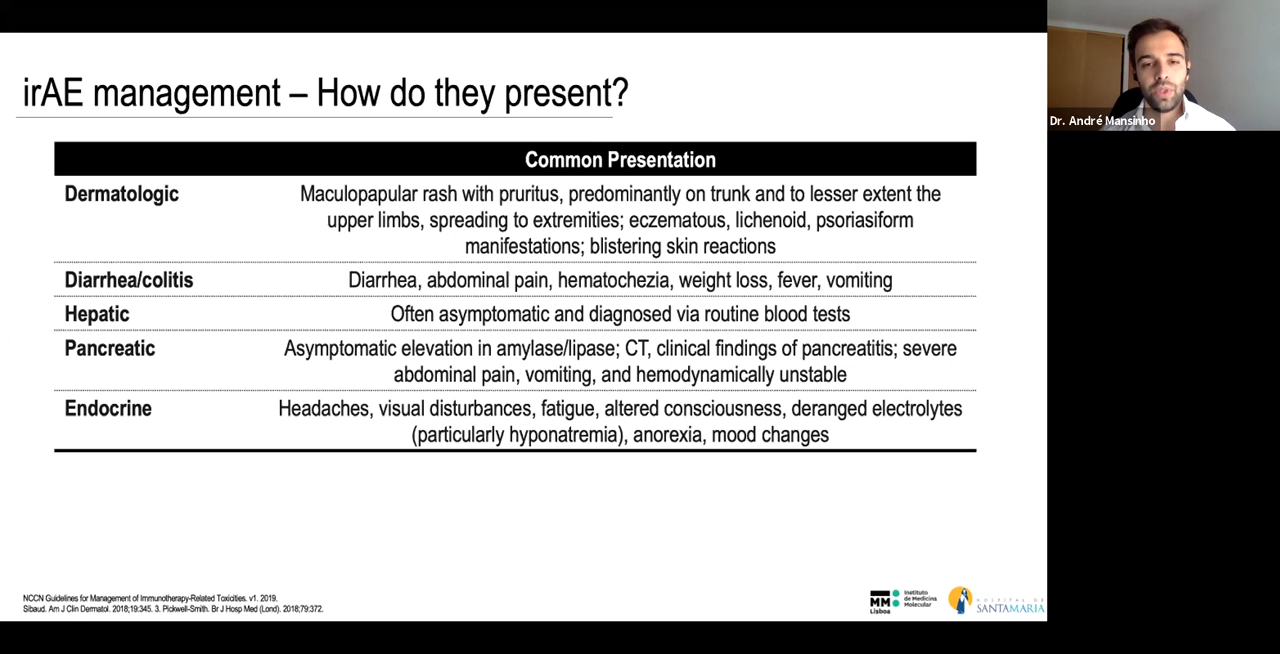 irAE management – How do they present?
Dr. André Mansinho
Common Presentation
Dermatologic
Maculopapular rash with pruritus, predominantly on trunk and to lesser extent the
upper limbs, spreading to extremities; eczematous, lichenoid, psoriasiform
manifestations; blistering skin reactions
Diarrhea/colitis
Diarrhea, abdominal pain, hematochezia, weight loss, fever, vomiting
Hepatic
Often asymptomatic and diagnosed via routine blood tests
Pancreatic
Asymptomatic elevation in amylase/lipase; CT, clinical findings of pancreatitis; severe
abdominal pain, vomiting, and hemodynamically unstable
Endocrine
Headaches, visual disturbances, fatigue, altered consciousness, deranged electrolytes
(particularly hyponatremia), anorexia, mood changes
NCCN Guidelines for Management of Immunotherapy-Related Toxicities. v1. 2019.
Sibaud. Am J Clin Dermatol. 2018;19:345. 3. Pickwell-Smith. Br J Hosp Med (Lond). 2018;79:372.
MM
Lisboa
Instituto
de Medicina
Molecular
HOSPITAL DE
SANTAMARIA